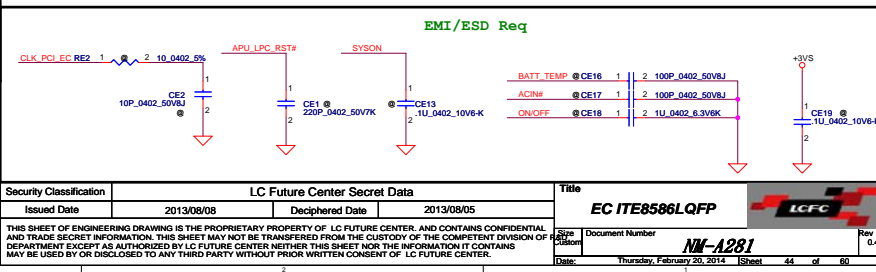 EMI/ESD Req
CLK_PCI_EC RE2 1 @ 2 10_0402_5%
APU_LPC_RST#
SYSON
+3VS
1
CE2
10P_0402_50V8J
@
2
1
CE1 @
220P_0402_50V7K
2
1
@ CE13
.1U_0402_10V6-K
2
BATT_TEMP @ CE16 1 2 100P_0402_50V8J
ACIN# @ CE17 1 2 100P_0402_50V8J
ON/OFF @ CE18 1 2 1U_0402_6.3V6K
1
CE19 @
.1U_0402_10V6-K
2
Security Classification LC Future Center Secret Data
Issued Date 2013/08/08 Deciphered Date 2013/08/05
THIS SHEET OF ENGINEERING DRAWING IS THE PROPRIETARY PROPERTY OF LC FUTURE CENTER. AND CONTAINS CONFIDENTIAL
AND TRADE SECRET INFORMATION. THIS SHEET MAY NOT BE TRANSFERRED FROM THE CUSTODY OF THE COMPETENT DIVISION OF R&D
DEPARTMENT EXCEPT AS AUTHORIZED BY LC FUTURE CENTER NEITHER THIS SHEET NOR THE INFORMATION IT CONTAINS
MAY BE USED BY OR DISCLOSED TO ANY THIRD PARTY WITHOUT PRIOR WRITTEN CONSENT OF LC FUTURE CENTER.
Title
EC ITE8586LQFP
LCFC
Size Document Number Rev
Custom NM-A281 0.4
Date: Thursday, February 20, 2014 Sheet 44 of 60
2 1